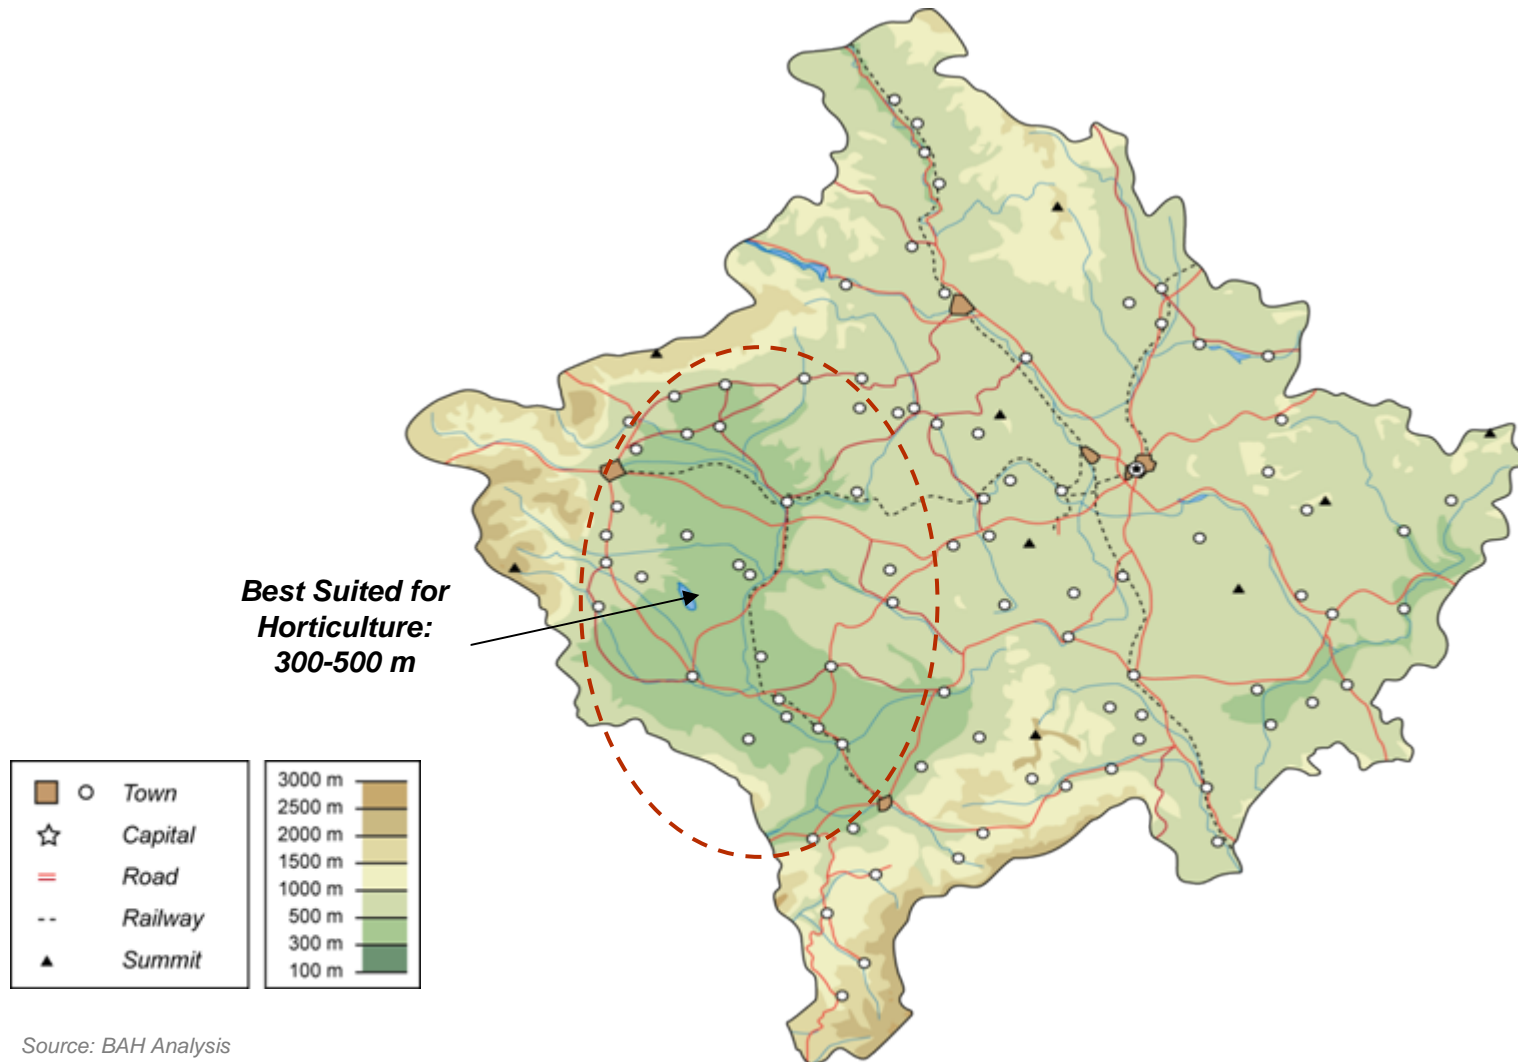 Best Suited for
Horticulture:
300-500 m
Town
Capital
Road
Railway
Summit
3000 m
2500 m
2000 m
1500 m
1000 m
500 m
300 m
100 m
Source: BAH Analysis